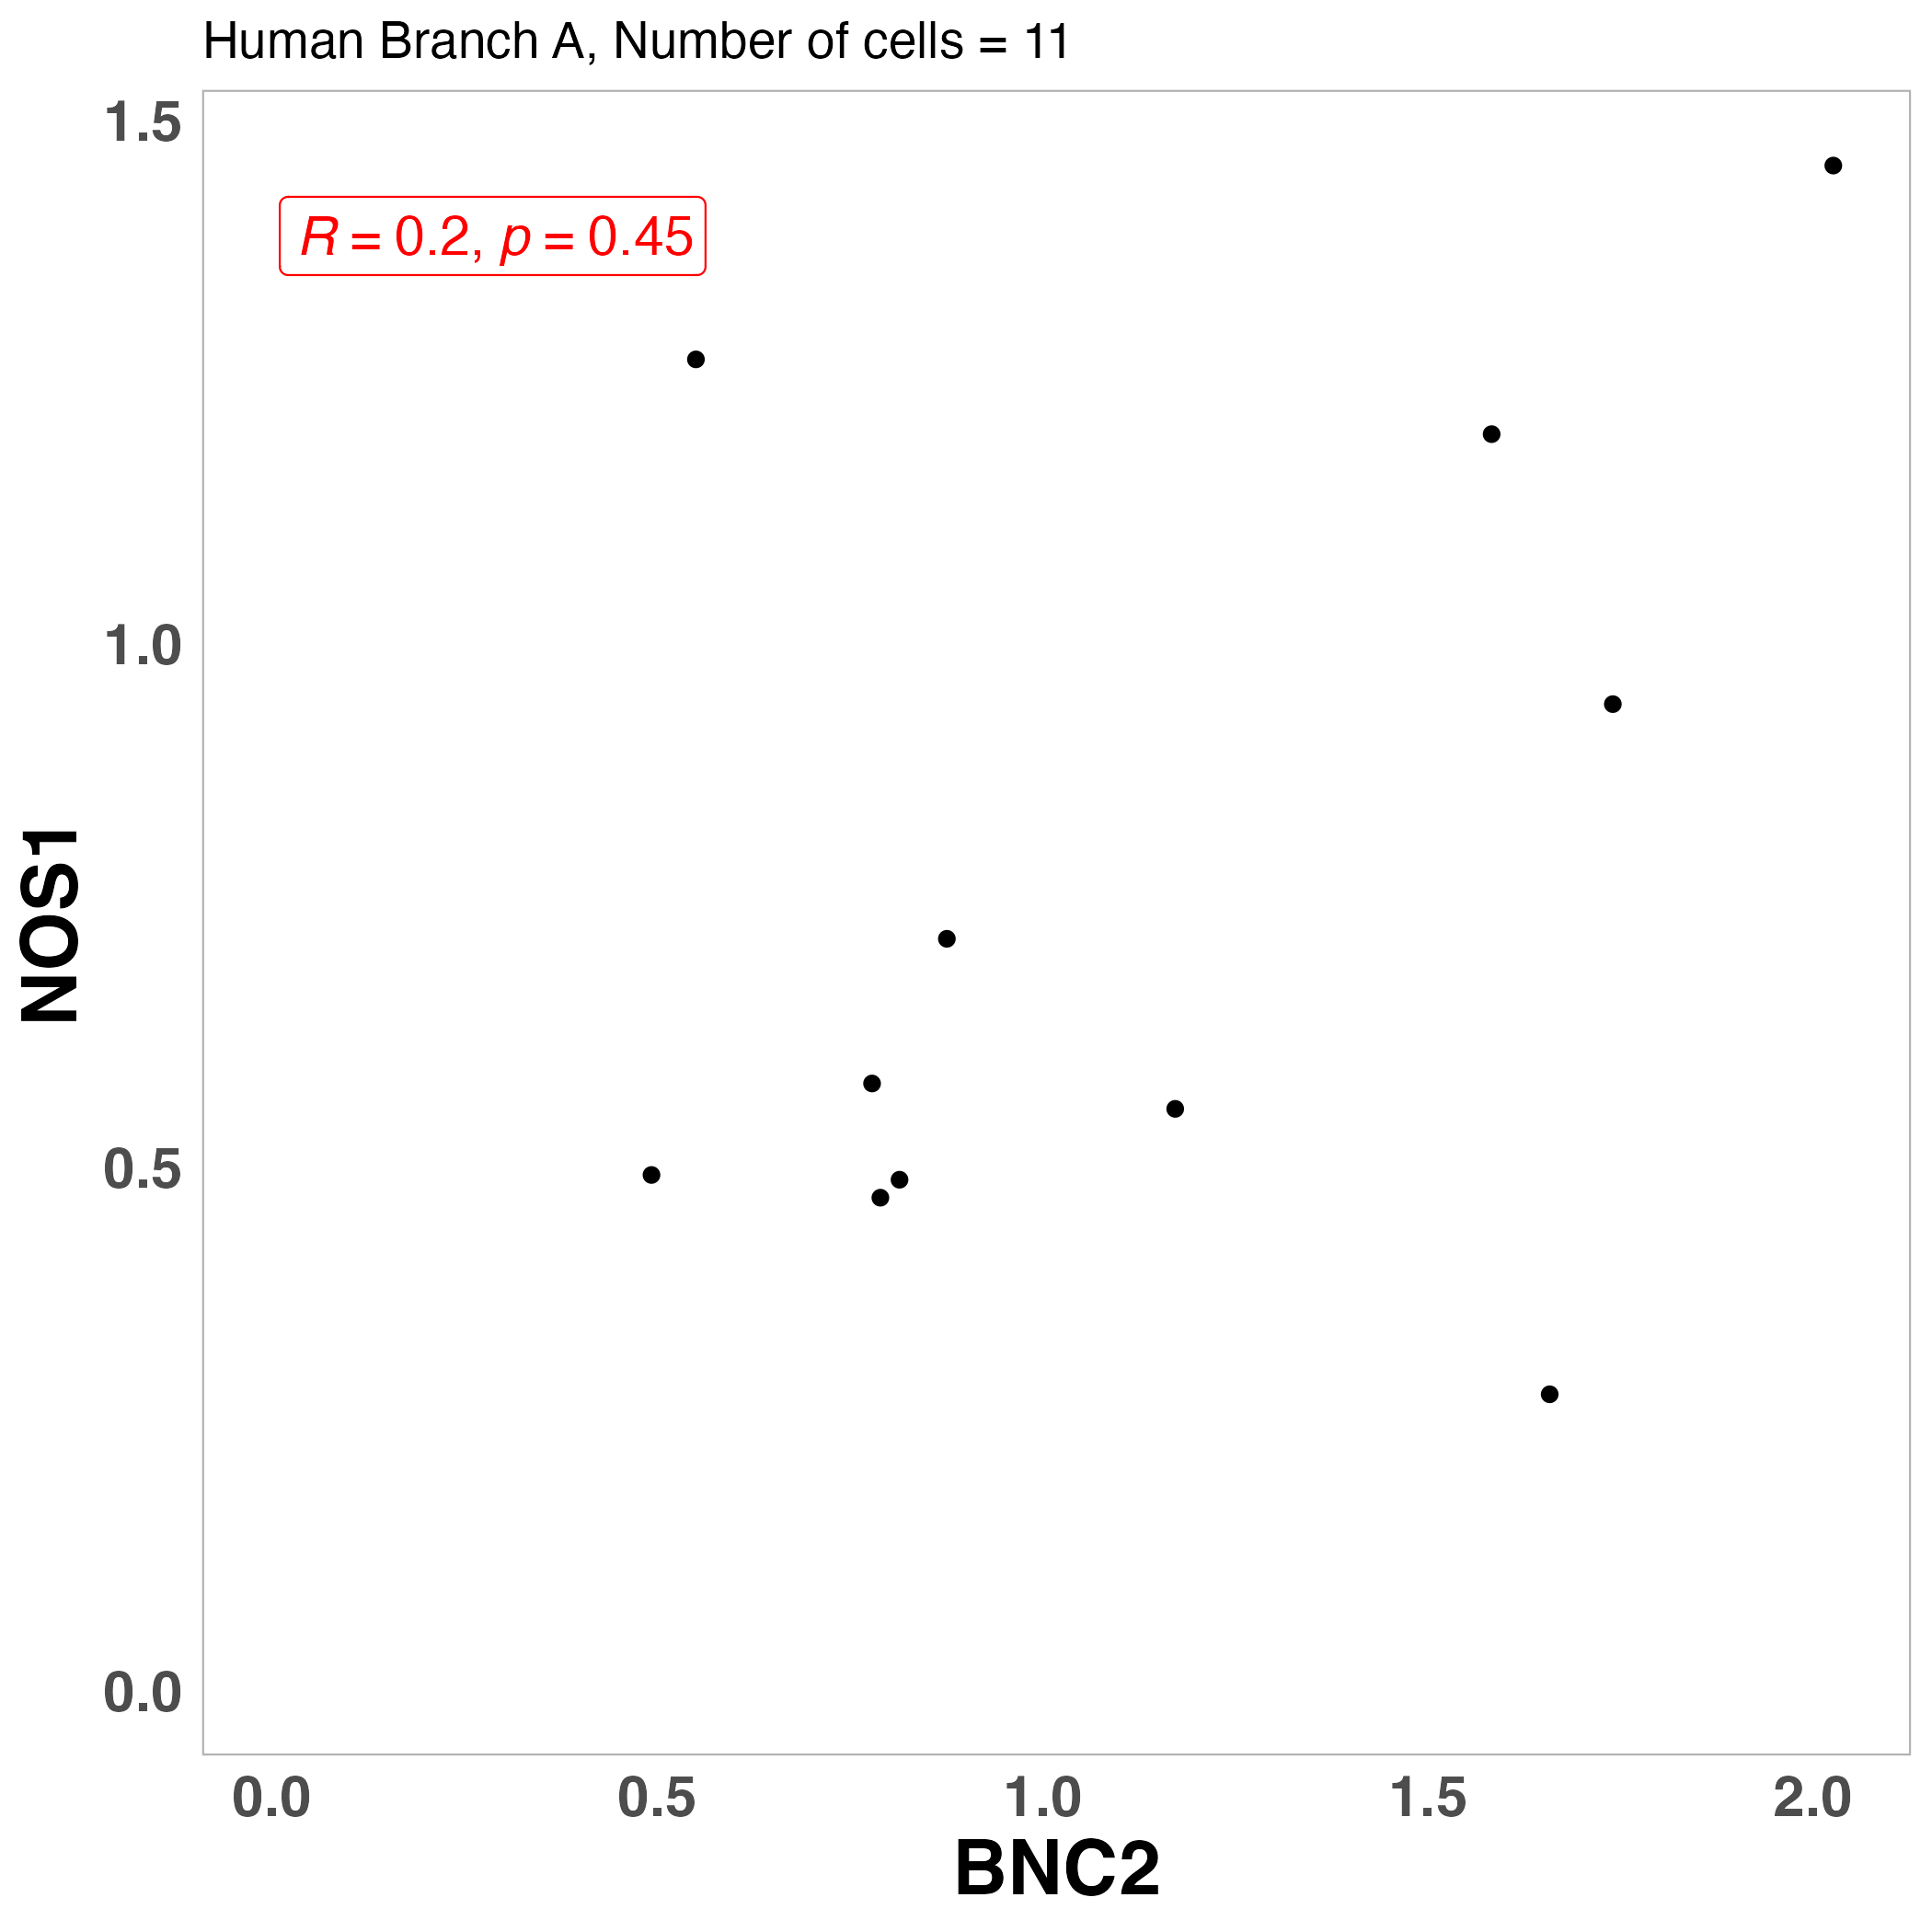 Human Branch A, Number of cells = 11
1.5
R = 0.2, p = 0.45
1.0
NOS1
0.5
0.0
0.0 0.5 1.0 1.5 2.0
BNC2